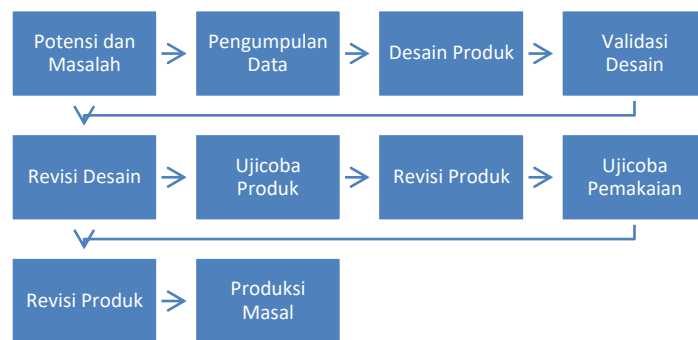 Potensi dan
Masalah
Pengumpulan
Data
Desain Produk
Validasi
Desain
Revisi Desain
Ujicoba
Produk
Revisi Produk
Ujicoba
Pemakaian
Revisi Produk
Produksi
Masal